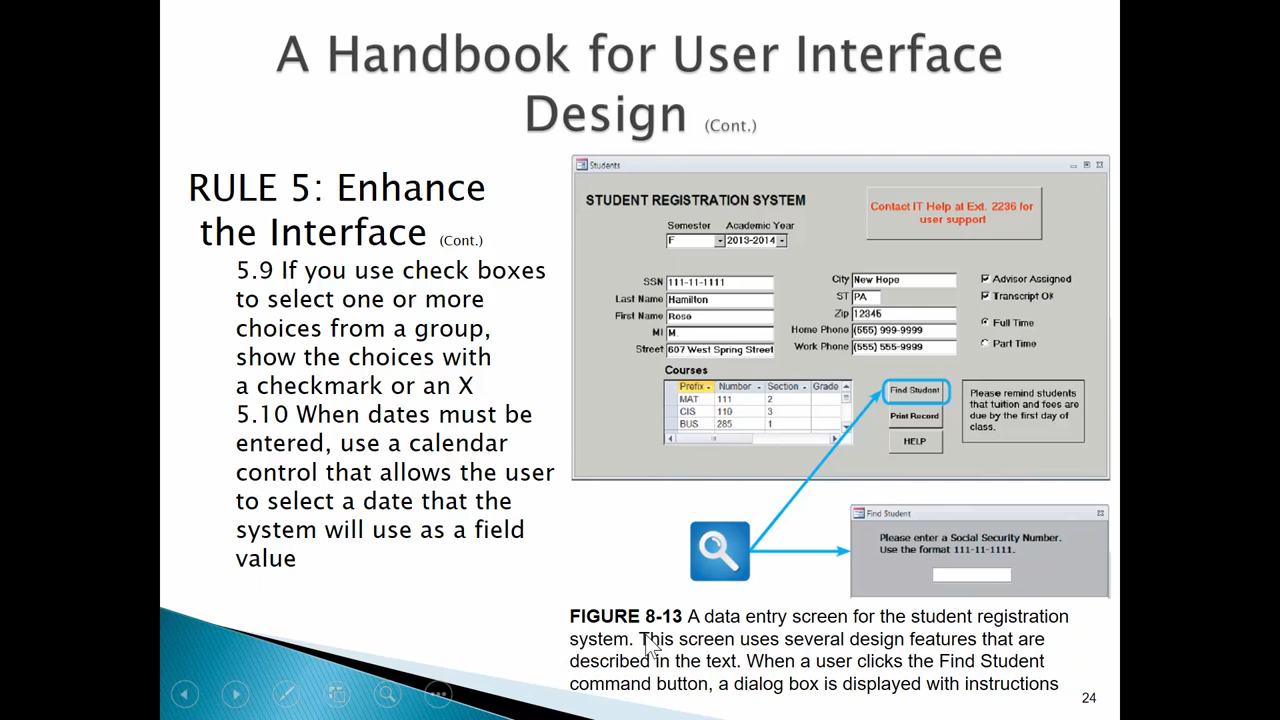 A Handbook for User Interface
Design (Cont.)
RULE 5: Enhance
the Interface (Cont.)
5.9 If you use check boxes
to select one or more
choices from a group,
show the choices with
a checkmark or an X
5.10 When dates must be
entered, use a calendar
control that allows the user
to select a date that the
system will use as a field
value
Students
STUDENT REGISTRATION SYSTEM
Contact IT Help at Ext. 2236 for
user support
Semester Academic Year
F 2013-2014
SSN 111-11-1111
Last Name Hamilton
First Name Rose
MI M.
Street 607 West Spring Street
City New Hope
ST PA
Zip 12345
Home Phone (555) 999-9999
Work Phone (555) 555-9999
Advisor Assigned
Transcript OK
Full Time
Part Time
Courses
Prefix Number Section Grade
MAT 111 2
CIS 110 3
BUS 285 1
Find Student
Print Record
HELP
Please remind students
that tuition and fees are
due by the first day of
class.
Find Student
Please enter a Social Security Number.
Use the format 111-11-1111.
FIGURE 8-13 A data entry screen for the student registration
system. This screen uses several design features that are
described in the text. When a user clicks the Find Student
command button, a dialog box is displayed with instructions
24